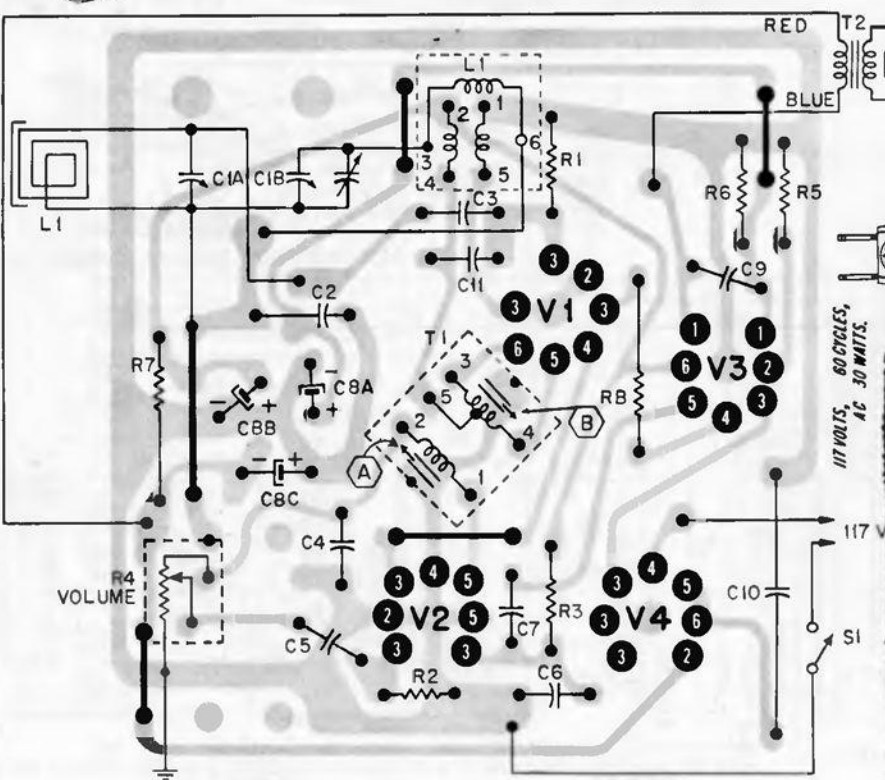 RED
T2
BLUE
L1
2 1
3
6
4 5
C1A
C1B
R1
R6
R5
L1
C3
C11
C9
C2
3 2 3 V1 3 6 5 4
T1
3
5
2
4
1
A
B
R7
C8B
C8A
C8C
- +
- +
- +
R8
1 1 6 V3 2 5 4 3
117 VOLTS, 60 CYCLES,
AC 30 WATTS.
R4
VOLUME
C4
C5
3 4 5 2 V2 5 3 3
R2
C7
R3
C6
3 4 5 3 V4 6 3 2
C10
117 V
S1